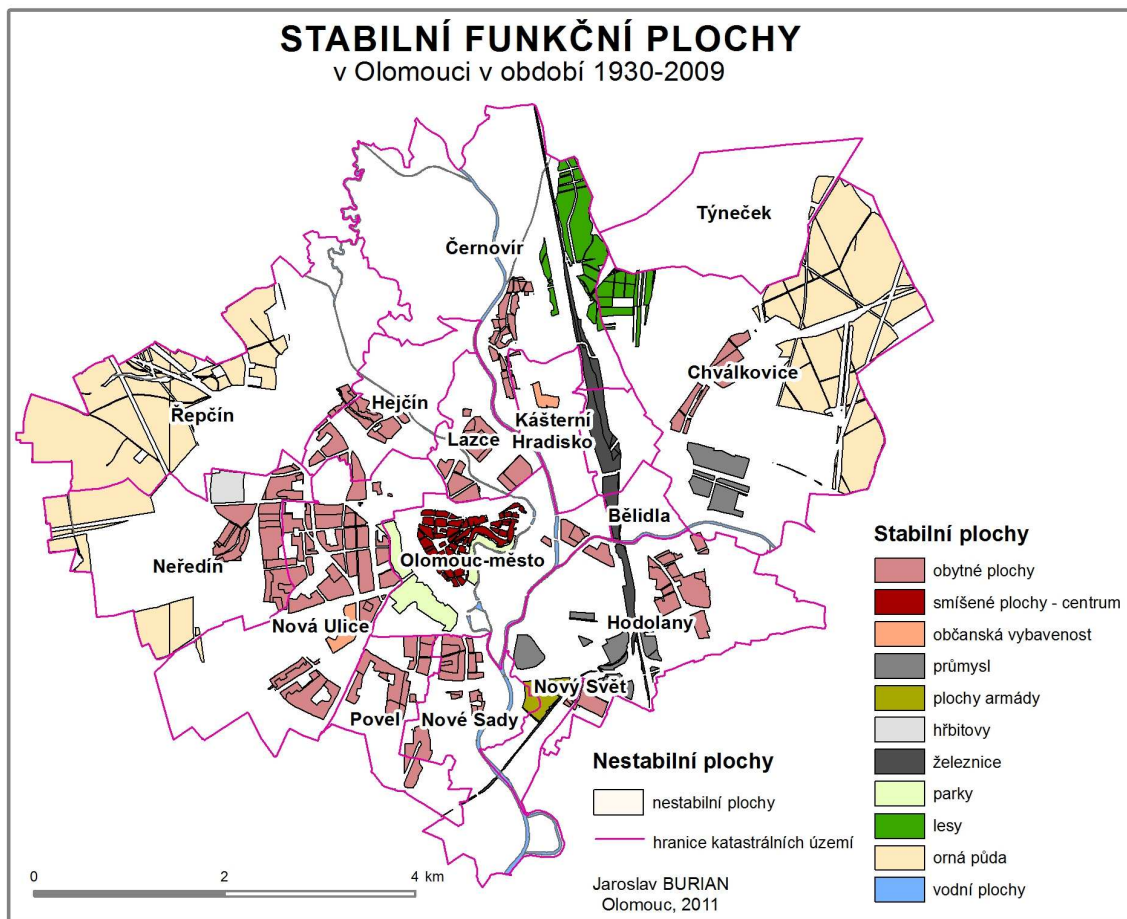 STABILNÍ FUNKČNÍ PLOCHY
v Olomouci v období 1930-2009
Týneček
Černovír
Chválkovice
Řepčín
Hejčín
Lazce
Kášterní
Hradisko
Bělidla
Neředín
Olomouc-město
Nová Ulice
Hodolany
Nový Svět
Povel
Nové Sady
Stabilní plochy
obytné plochy
smíšené plochy - centrum
občanská vybavenost
průmysl
plochy armády
hřbitovy
železnice
parky
lesy
orná půda
vodní plochy
Nestabilní plochy
nestabilní plochy
hranice katastrálních území
Jaroslav BURIAN
Olomouc, 2011
0 2 4 km